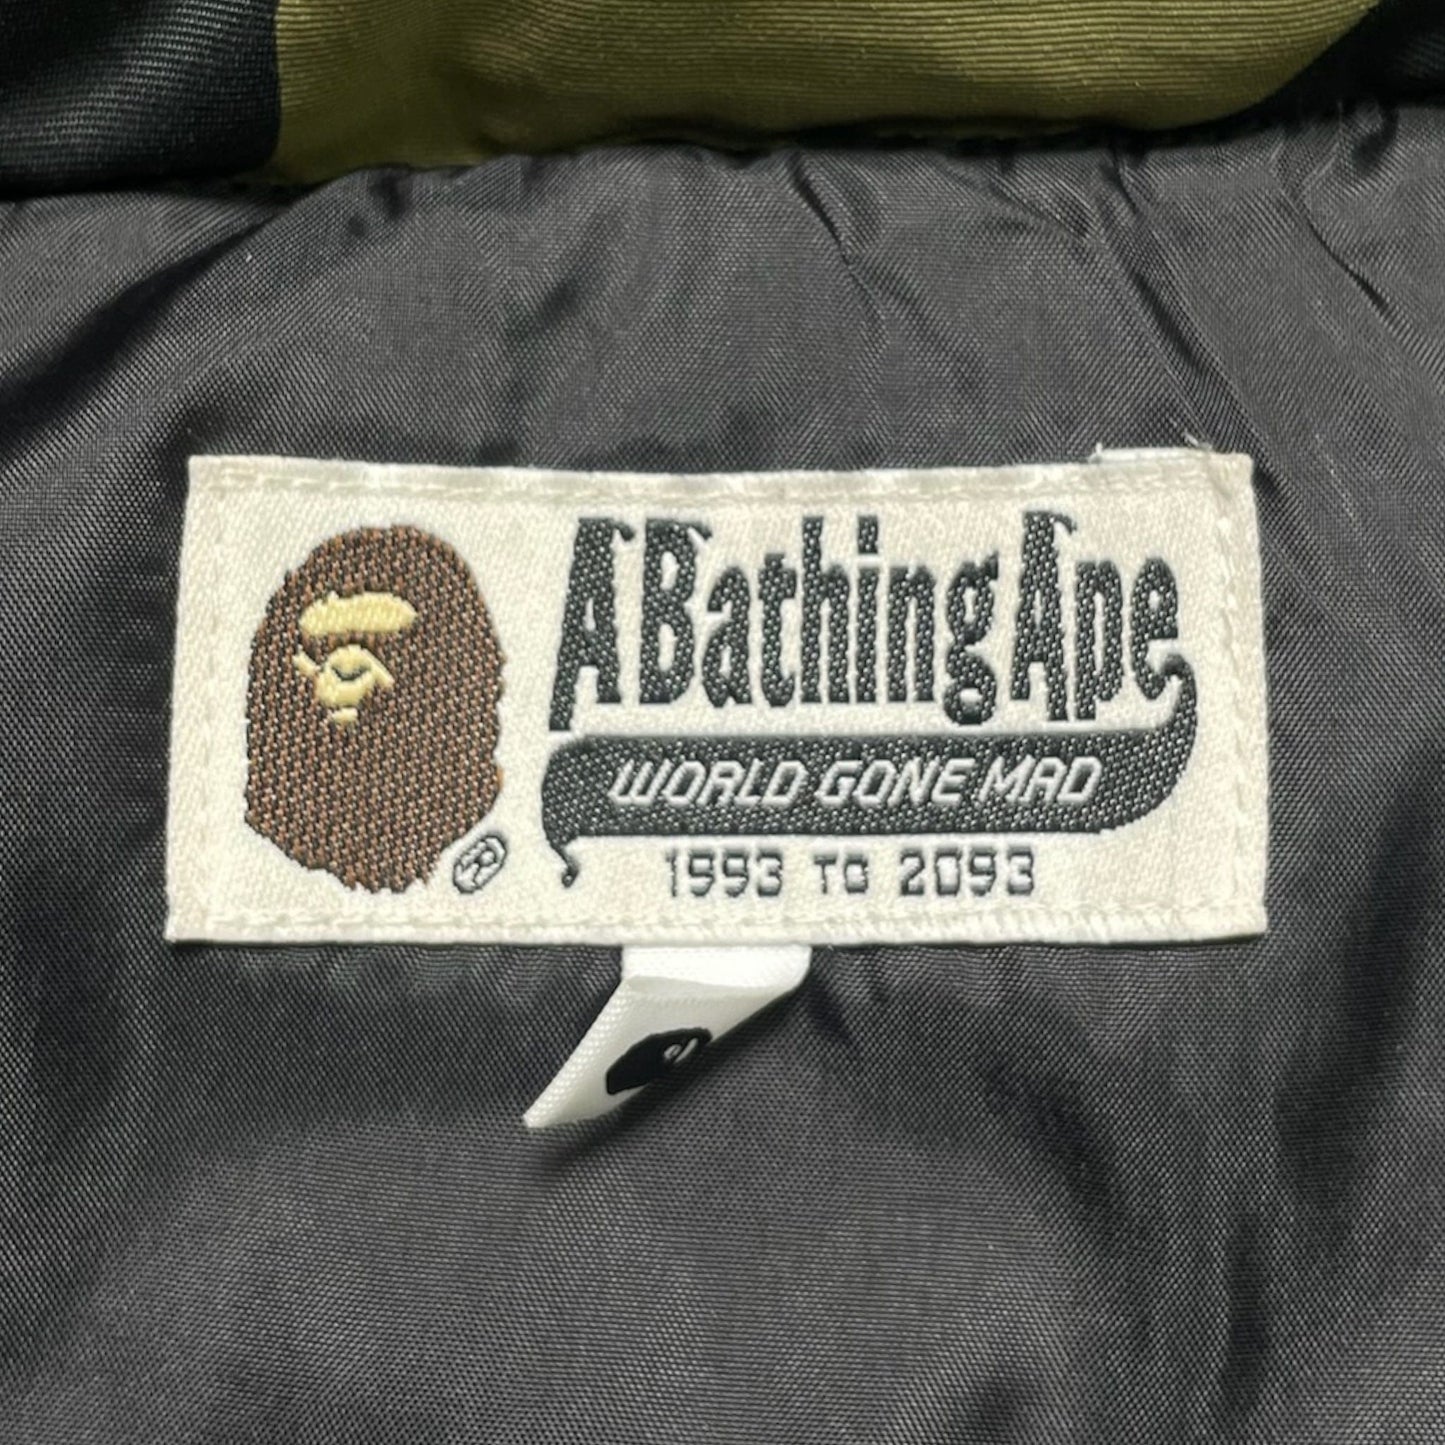 A Bathing Ape
WORLD GONE MAD
®
1993 TO 2093